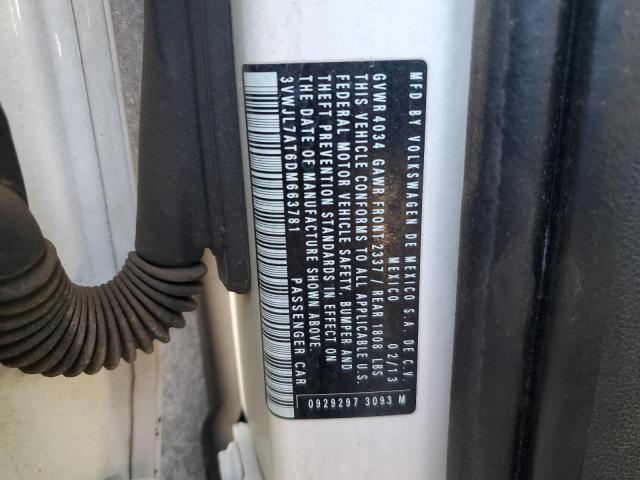 MFD BY VOLKSWAGEN DE MEXICO S.A. DE C.V.
MEXICO 02/13
GVWR 4034 GAWR FRONT 2337/ REAR 1808 LBS
THIS VEHICLE CONFORMS TO ALL APPLICABLE U.S.
FEDERAL MOTOR VEHICLE SAFETY, BUMPER AND
THEFT PREVENTION STANDARDS IN EFFECT ON
THE DATE OF MANUFACTURE SHOWN ABOVE.
3VWJL7AT6DM663781 PASSENGER CAR
0929297 3093 M